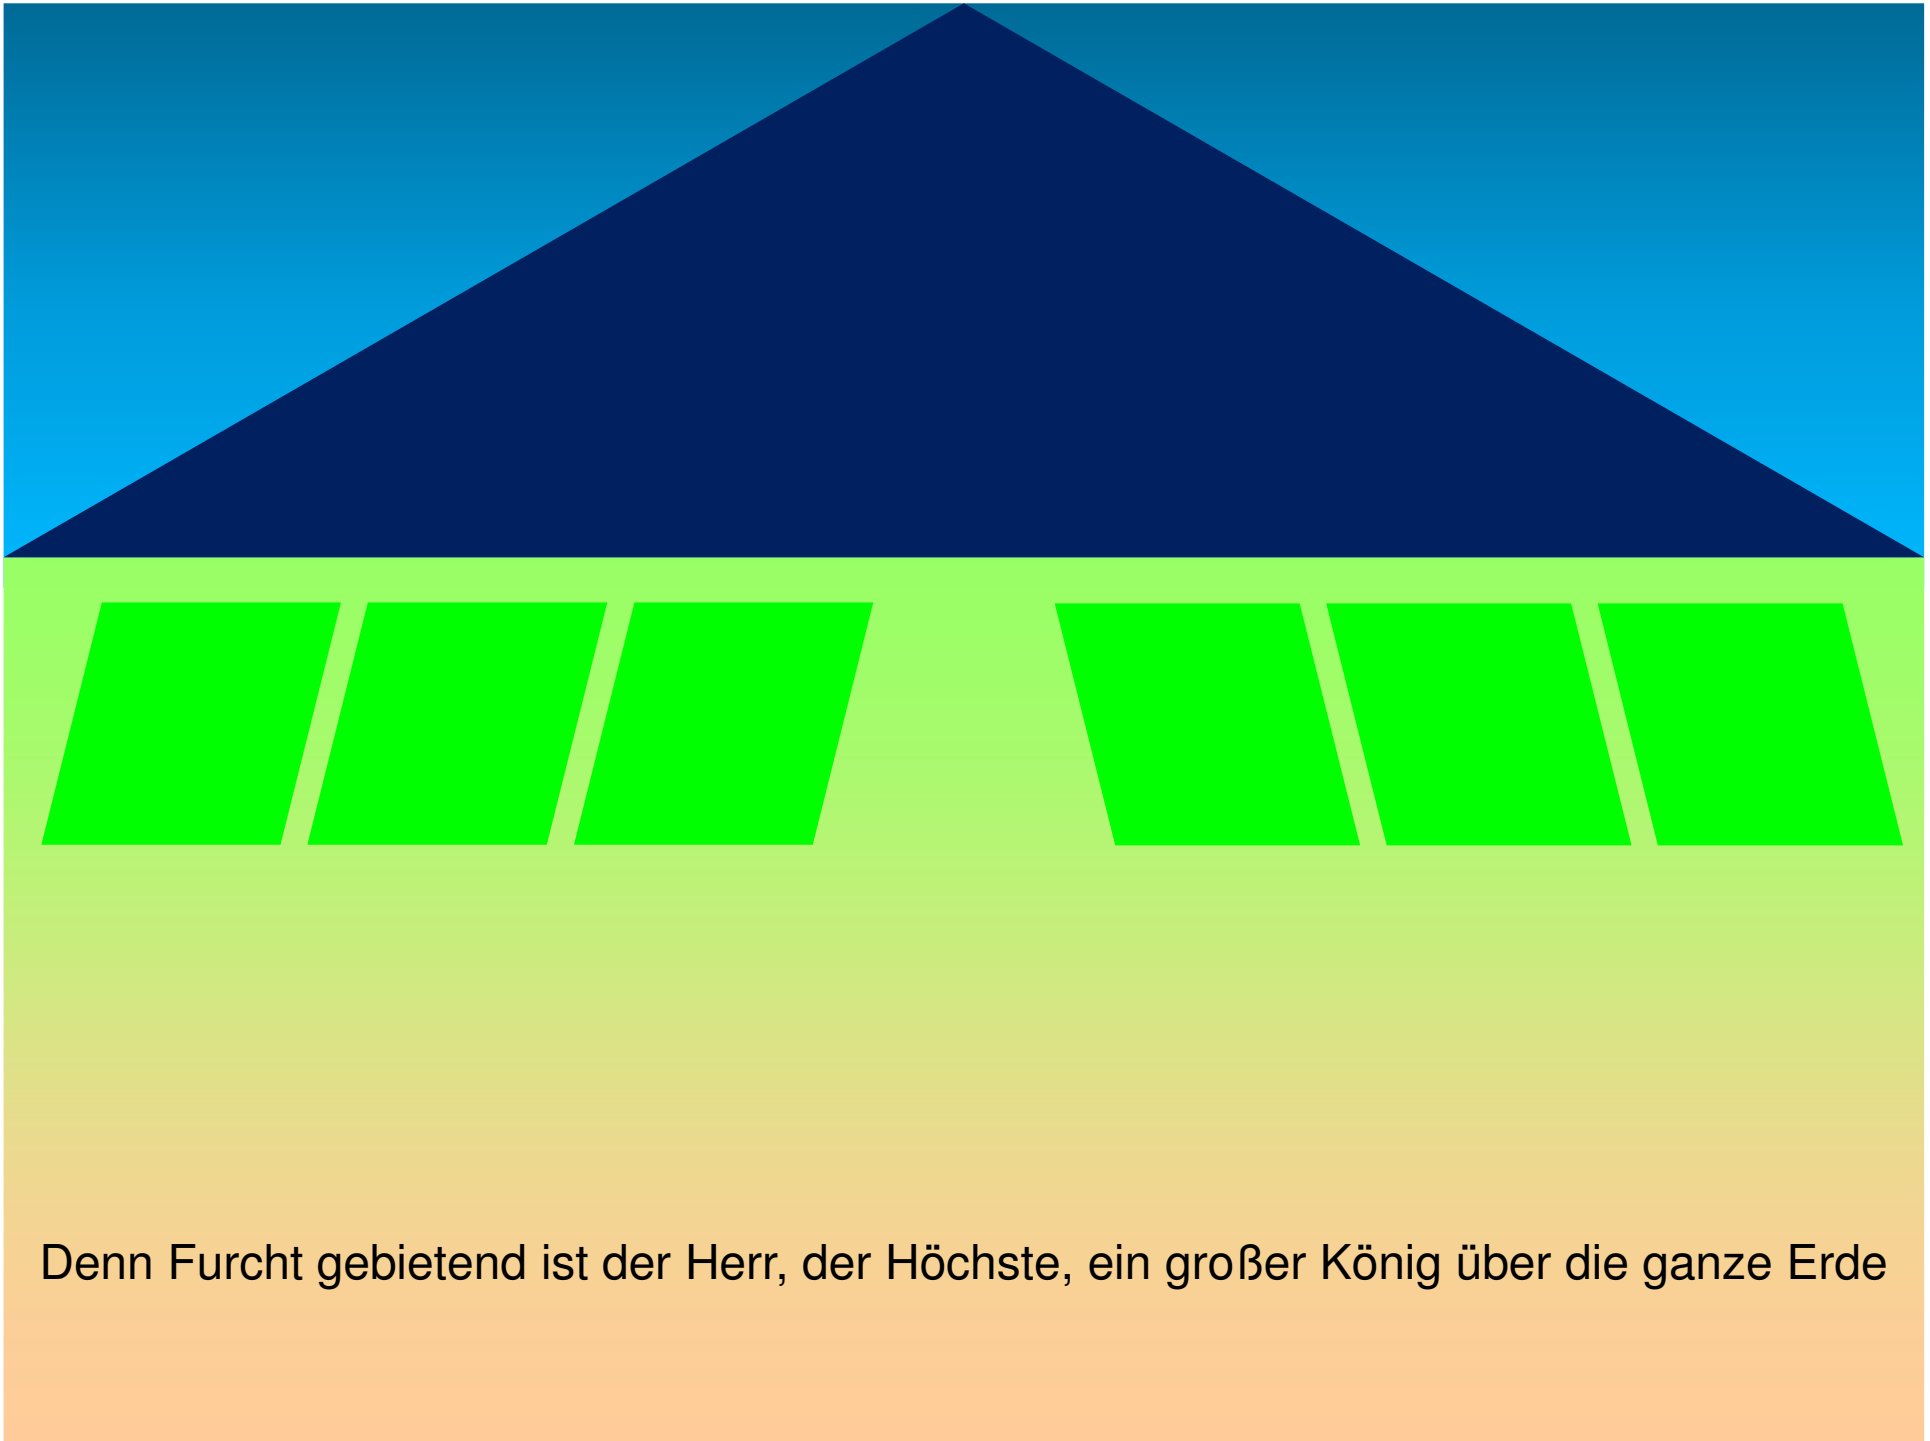 Denn Furcht gebietend ist der Herr, der Höchste, ein großer König über die ganze Erde